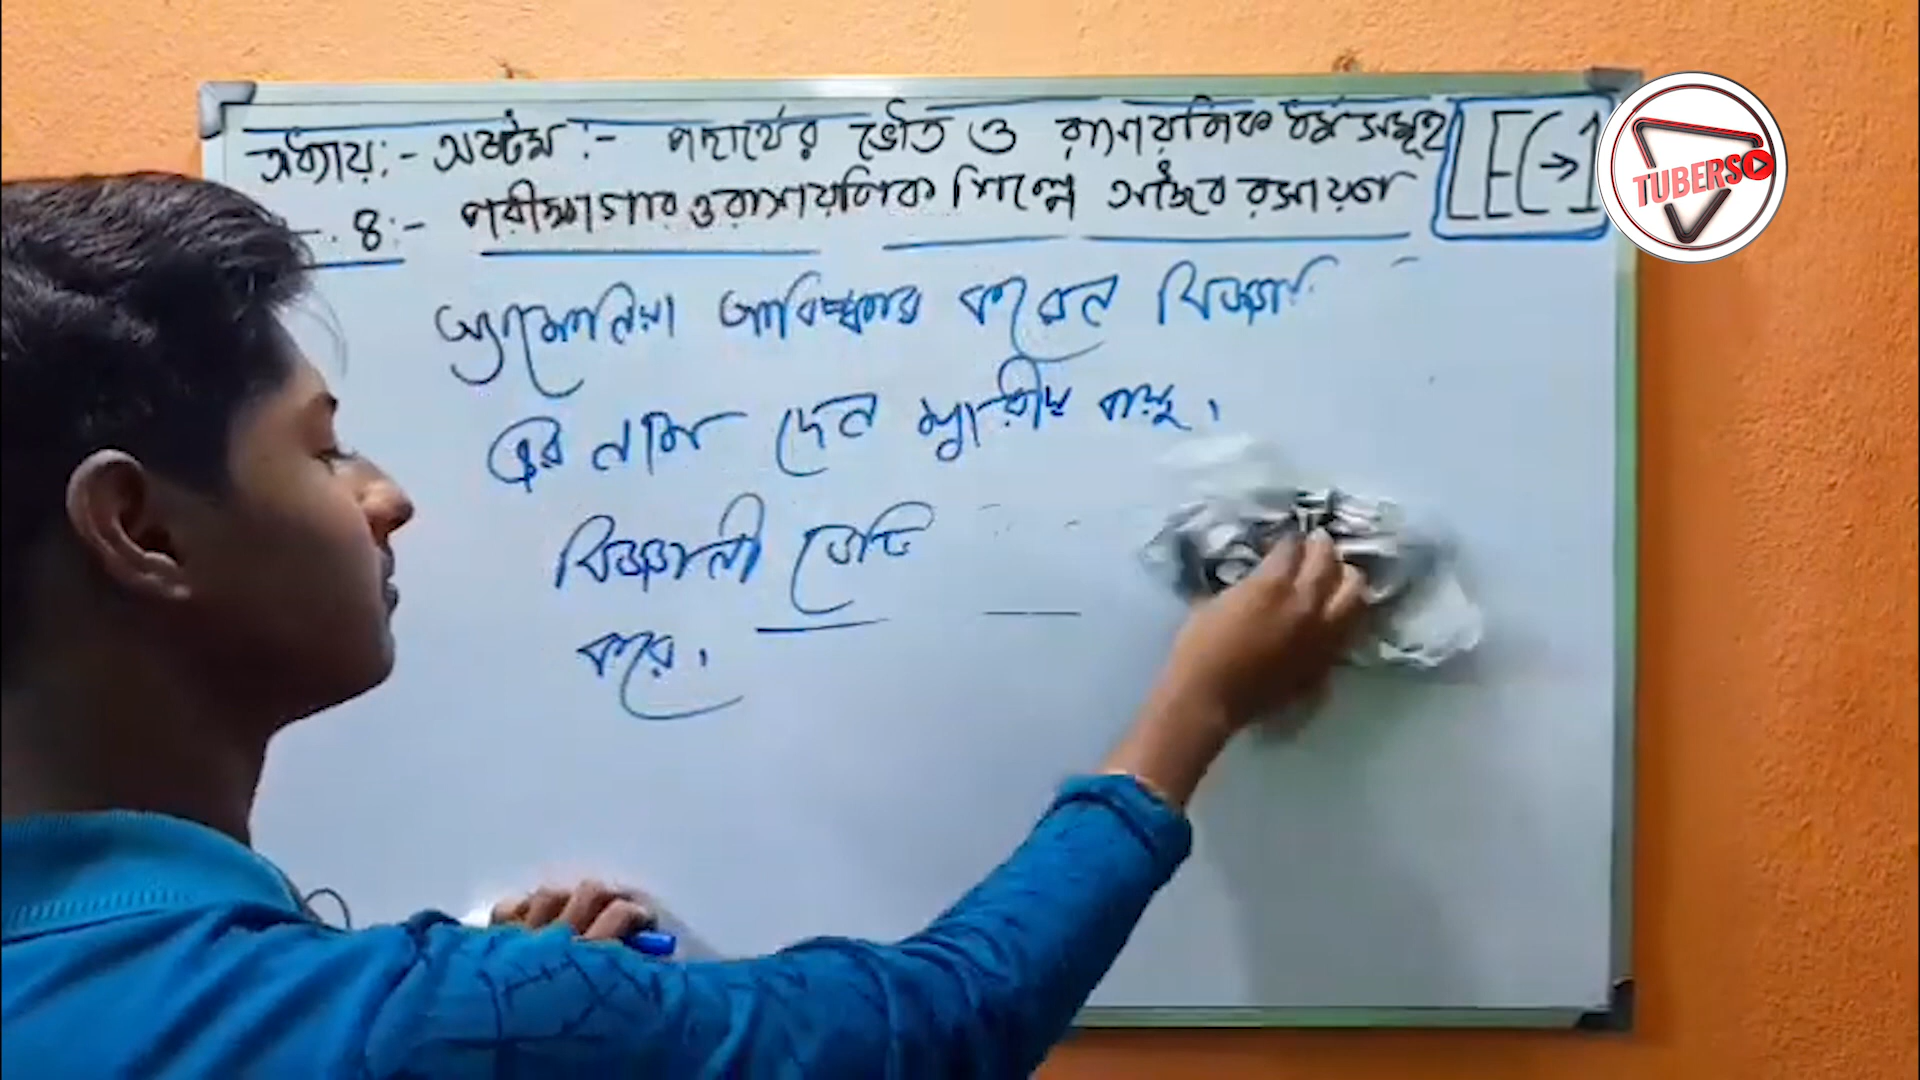 অধ্যায়:- অষ্টম :- পদার্থের ভৌত ও রাসায়নিক ধর্মসমূহ LEC→1
8:- পরীক্ষাগার ও রাসায়নিক শিল্পে অজৈব রসায়ন
অ্যামোনিয়া আবিষ্কার করেন বিজ্ঞা
এর নাম দেন ক্ষারীয় বায়ু।
বিজ্ঞানী ডেভি
করে।
TUBERS